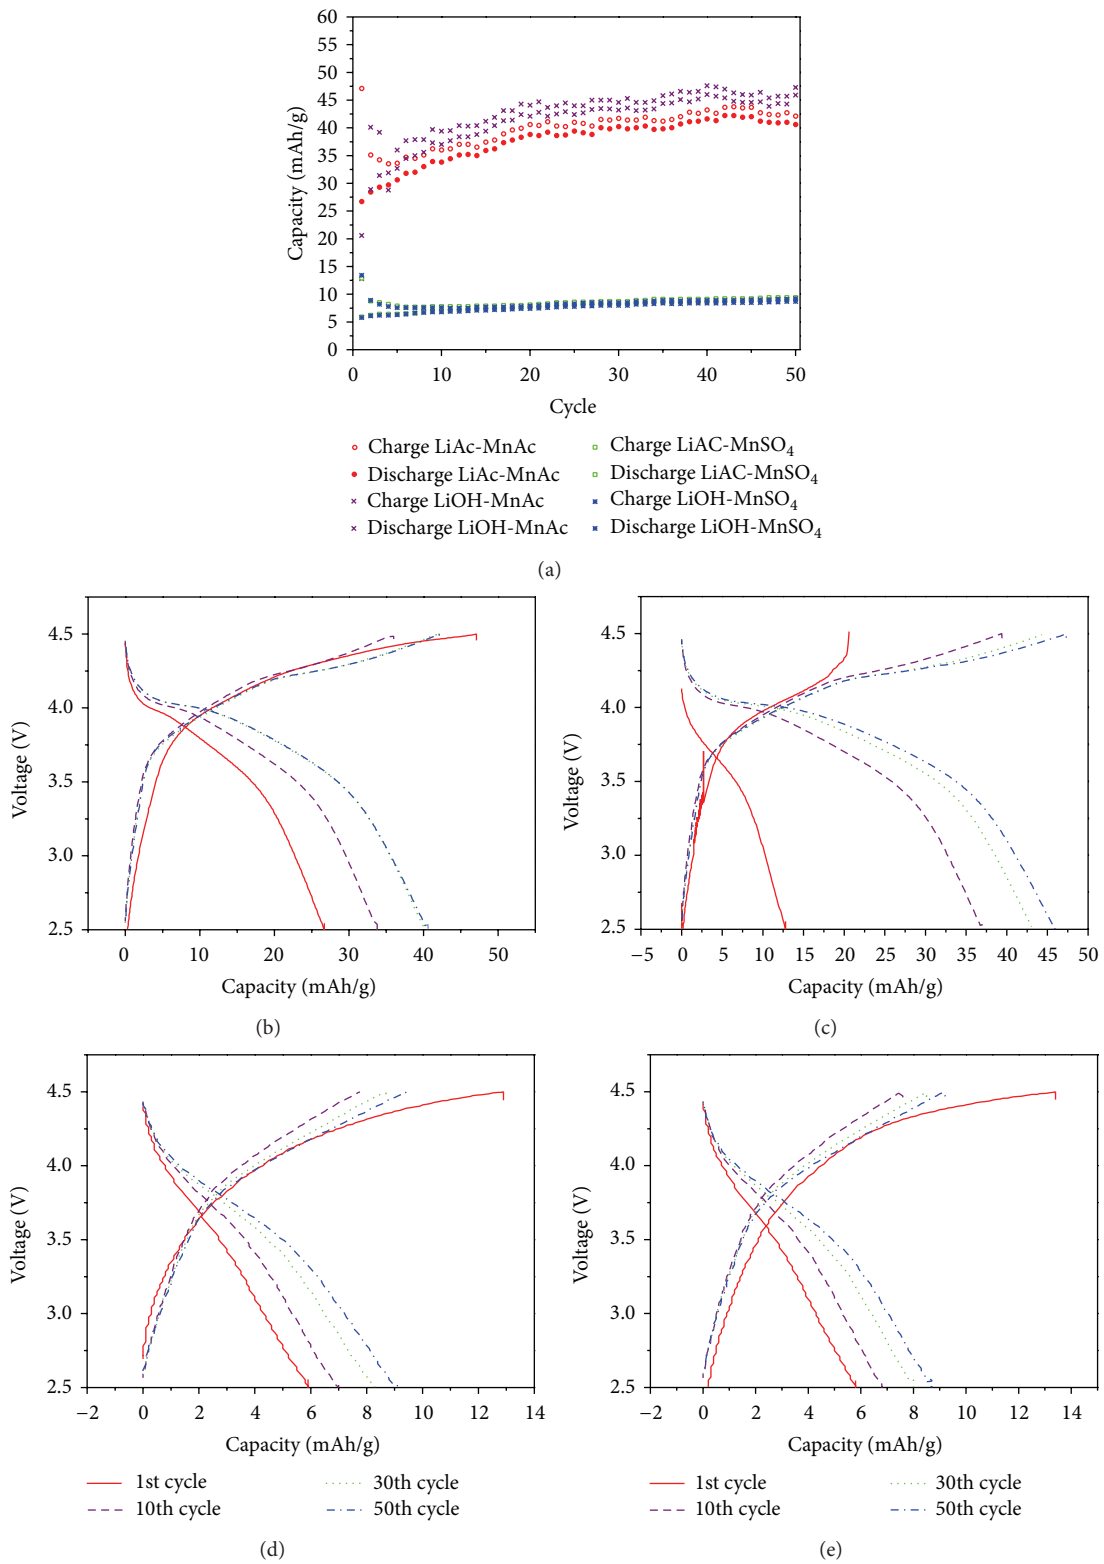 60
55
50
45
40
35
30
25
20
15
10
5
0
Capacity (mAh/g)
0 10 20 30 40 50
Cycle
Charge LiAc-MnAc
Discharge LiAc-MnAc
Charge LiOH-MnAc
Discharge LiOH-MnAc
Charge LiAC-MnSO4
Discharge LiAC-MnSO4
Charge LiOH-MnSO4
Discharge LiOH-MnSO4
(a)
4.5
4.0
3.5
3.0
2.5
Voltage (V)
0 10 20 30 40 50
Capacity (mAh/g)
(b)
4.5
4.0
3.5
3.0
2.5
Voltage (V)
−5 0 5 10 15 20 25 30 35 40 45 50
Capacity (mAh/g)
(c)
4.5
4.0
3.5
3.0
2.5
Voltage (V)
−2 0 2 4 6 8 10 12 14
Capacity (mAh/g)
1st cycle
10th cycle
30th cycle
50th cycle
(d)
4.5
4.0
3.5
3.0
2.5
Voltage (V)
−2 0 2 4 6 8 10 12 14
Capacity (mAh/g)
1st cycle
10th cycle
30th cycle
50th cycle
(e)